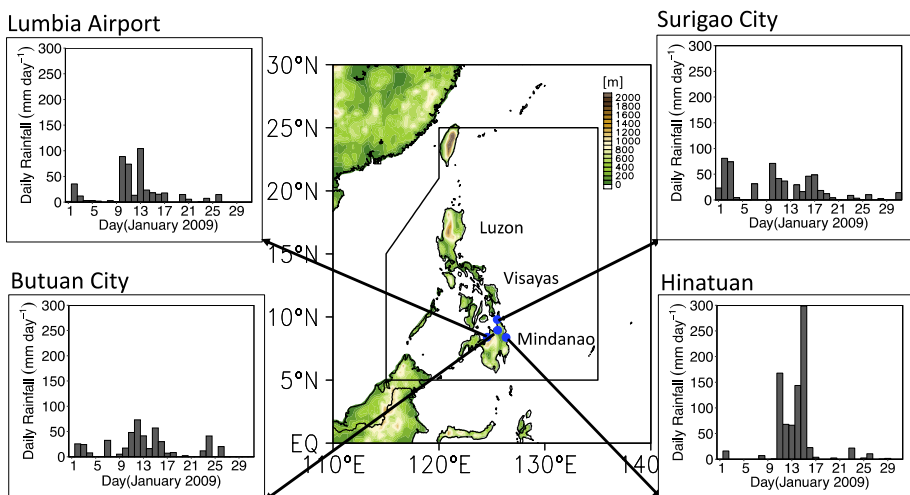 Lumbia Airport
Daily Rainfall (mm day⁻¹)
300
250
200
150
100
50
0
1 5 9 13 17 21 25 29
Day(January 2009)
Surigao City
Daily Rainfall (mm day⁻¹)
300
250
200
150
100
50
0
1 5 9 13 17 21 25 29
Day(January 2009)
30°N
25°N
20°N
15°N
10°N
5°N
EQ
110°E 120°E 130°E 140
[m]
2000
1800
1600
1400
1200
1000
800
600
400
200
0
Luzon
Visayas
Mindanao
Butuan City
Daily Rainfall (mm day⁻¹)
300
250
200
150
100
50
0
1 5 9 13 17 21 25 29
Day(January 2009)
Hinatuan
Daily Rainfall (mm day⁻¹)
300
250
200
150
100
50
0
1 5 9 13 17 21 25 29
Day(January 2009)